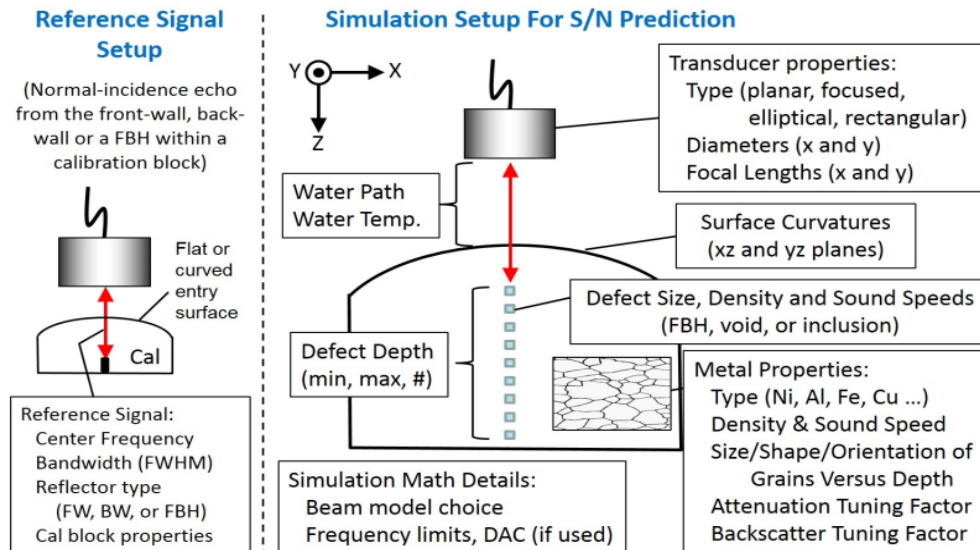 Reference Signal
Setup
(Normal-incidence echo
from the front-wall, back-
wall or a FBH within a
calibration block)
Flat or
curved
entry
surface
Cal
Reference Signal:
Center Frequency
Bandwidth (FWHM)
Reflector type
(FW, BW, or FBH)
Cal block properties
Simulation Setup For S/N Prediction
Y
X
Z
Transducer properties:
Type (planar, focused,
elliptical, rectangular)
Diameters (x and y)
Focal Lengths (x and y)
Water Path
Water Temp.
Surface Curvatures
(xz and yz planes)
Defect Size, Density and Sound Speeds
(FBH, void, or inclusion)
Defect Depth
(min, max, #)
Metal Properties:
Type (Ni, Al, Fe, Cu ...)
Density & Sound Speed
Size/Shape/Orientation of
Grains Versus Depth
Attenuation Tuning Factor
Backscatter Tuning Factor
Simulation Math Details:
Beam model choice
Frequency limits, DAC (if used)